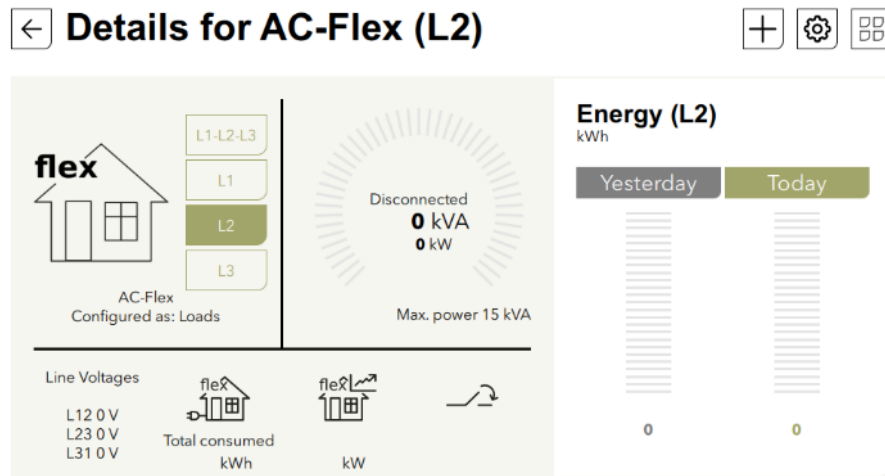 Details for AC-Flex (L2)
flex
L1-L2-L3
L1
L2
L3
AC-Flex
Configured as: Loads
Disconnected
0 kVA
0 kW
Max. power 15 kVA
Line Voltages
L12 0 V
L23 0 V
L31 0 V
flex
Total consumed
kWh
flex
kW
Energy (L2)
kWh
Yesterday
Today
0
0